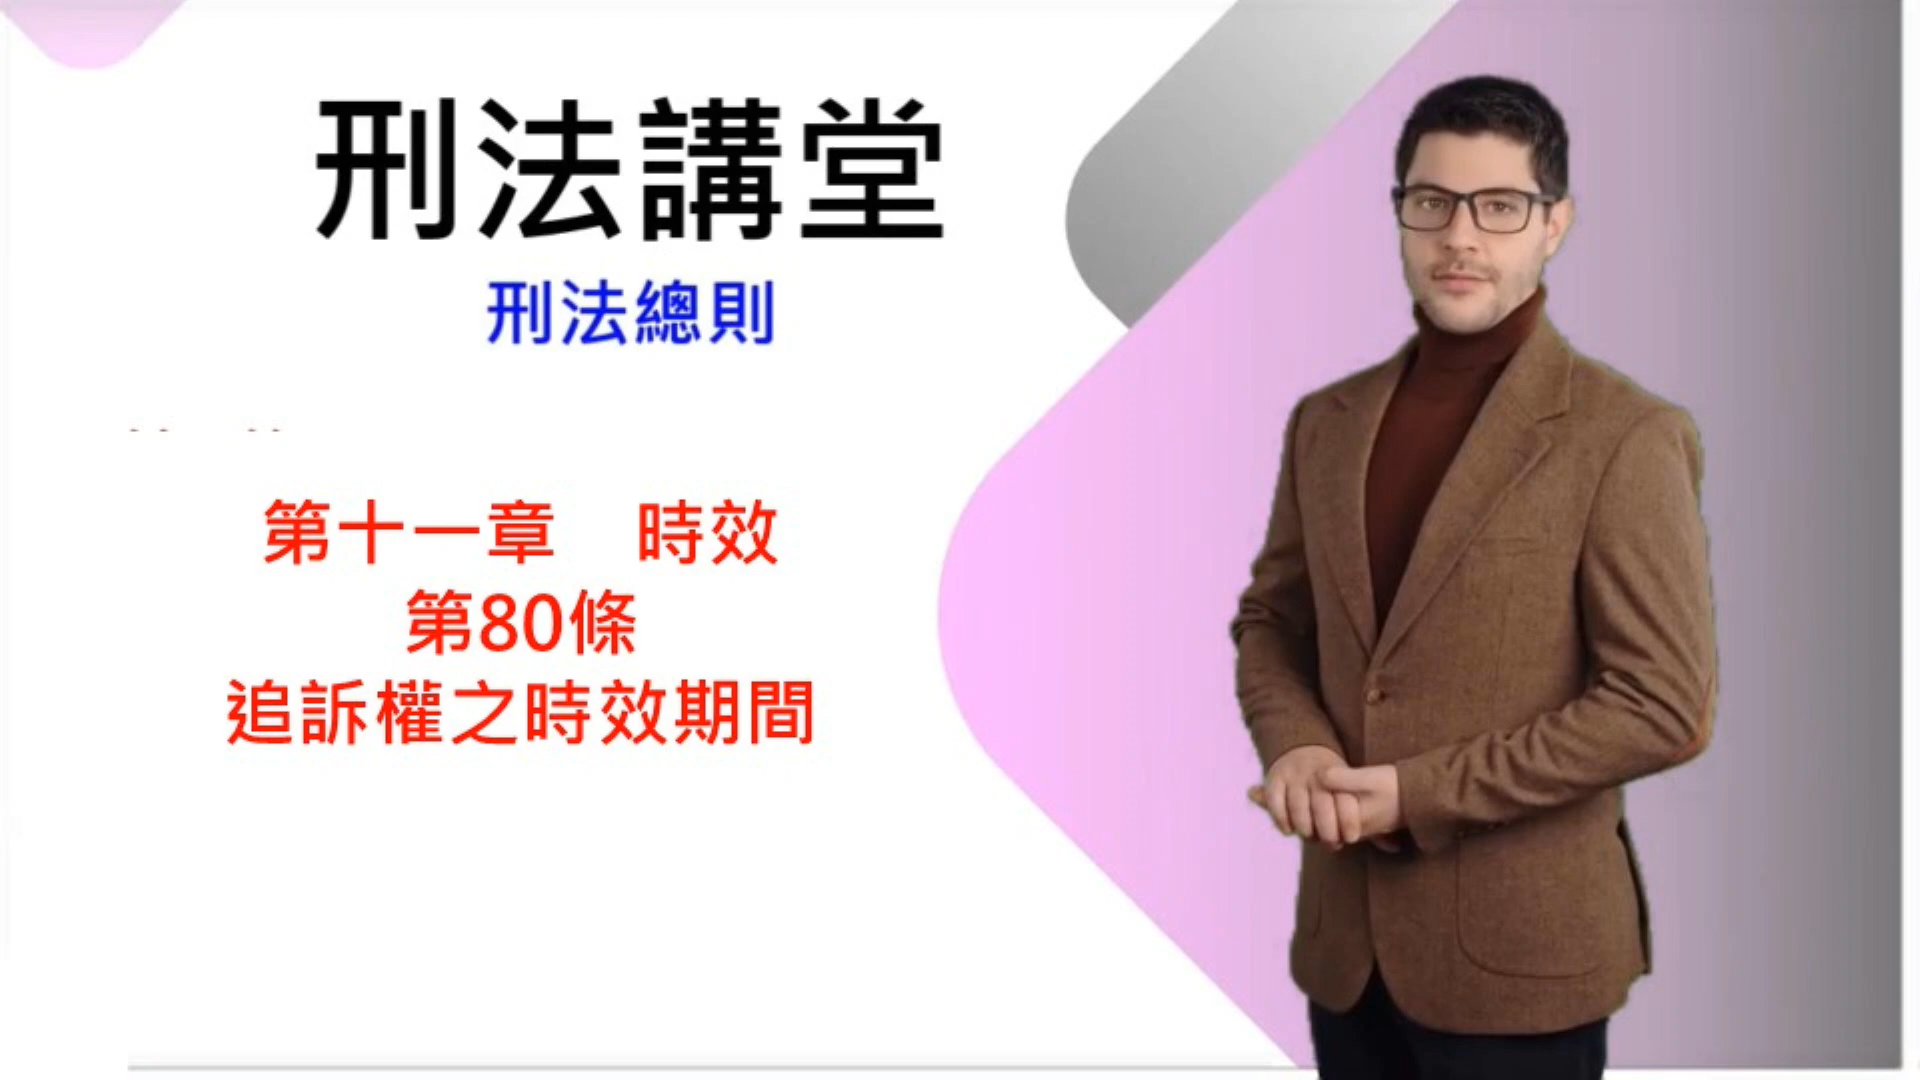 刑法講堂
刑法總則
第十一章　時效
第80條
追訴權之時效期間